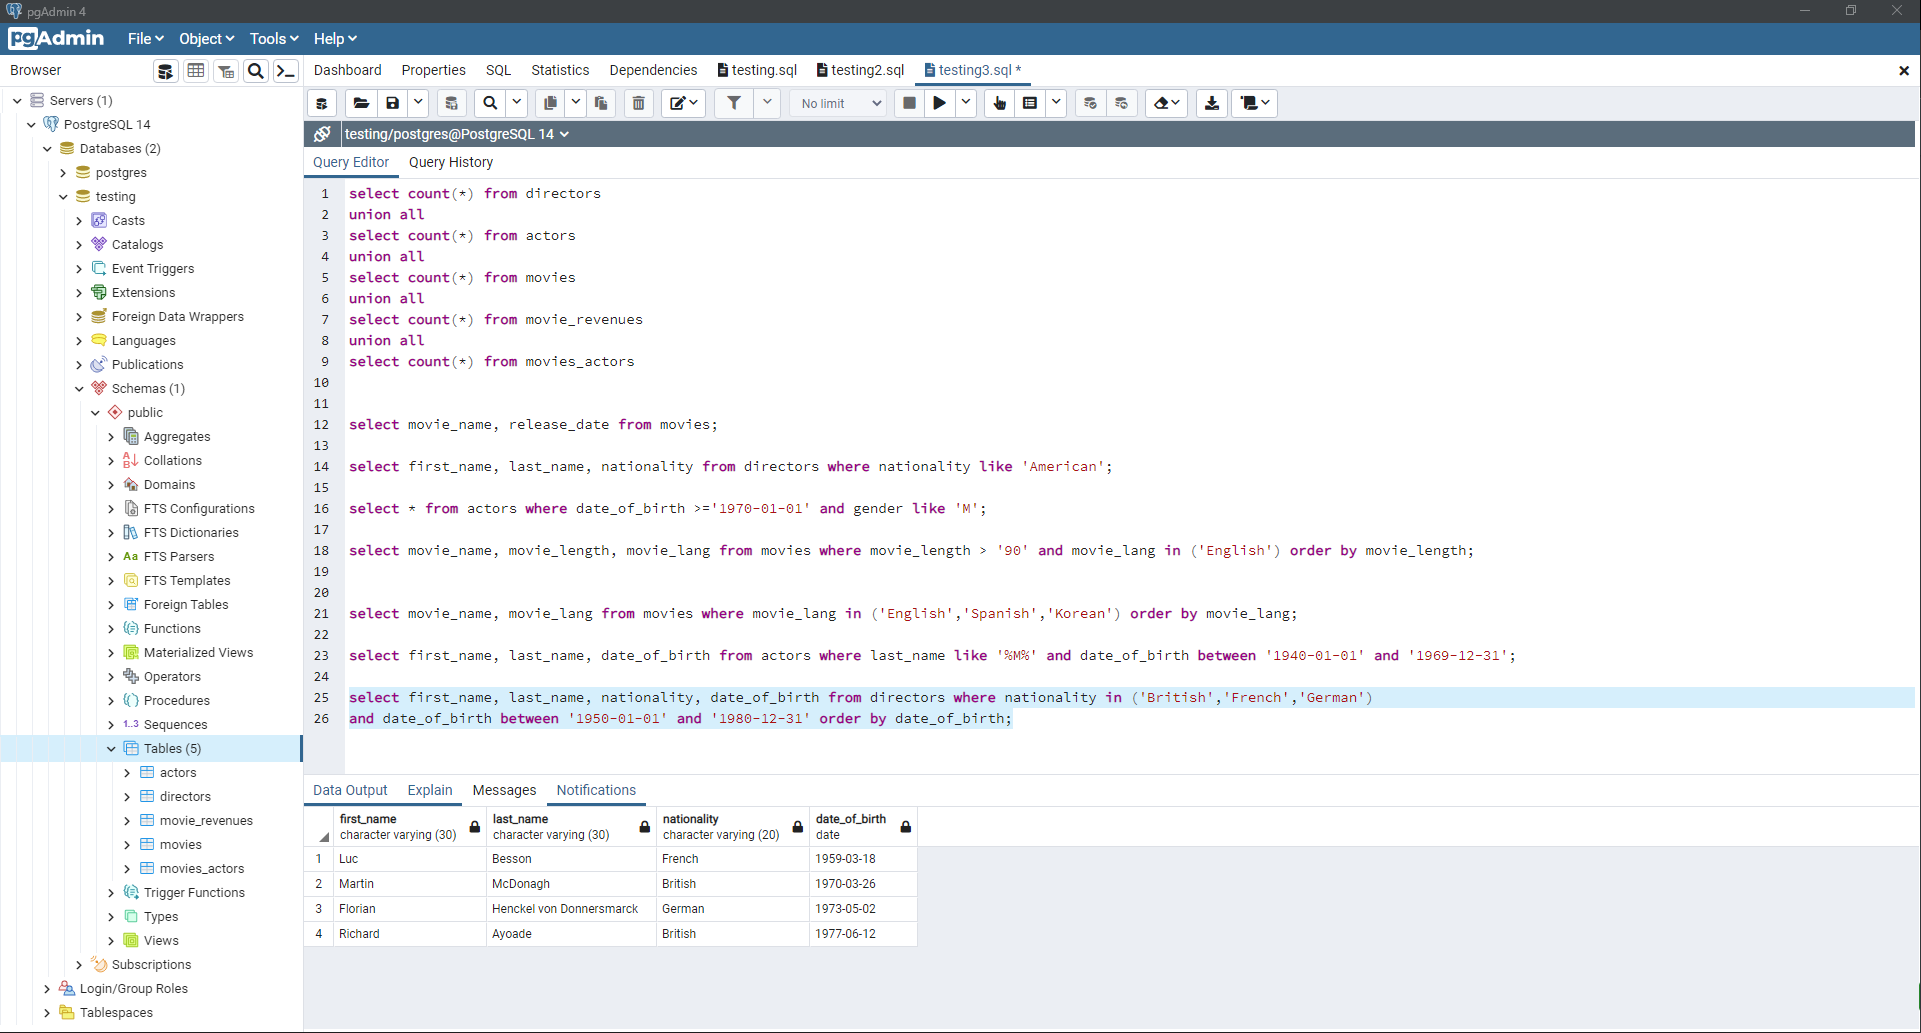 pgAdmin 4
pgAdmin File Object Tools Help
Browser
Dashboard Properties SQL Statistics Dependencies testing.sql testing2.sql testing3.sql *
Servers (1)
PostgreSQL 14
Databases (2)
postgres
testing
Casts
Catalogs
Event Triggers
Extensions
Foreign Data Wrappers
Languages
Publications
Schemas (1)
public
Aggregates
Collations
Domains
FTS Configurations
FTS Dictionaries
Aa FTS Parsers
FTS Templates
Foreign Tables
Functions
Materialized Views
Operators
Procedures
1..3 Sequences
Tables (5)
actors
directors
movie_revenues
movies
movies_actors
Trigger Functions
Types
Views
Subscriptions
Login/Group Roles
Tablespaces
No limit
testing/postgres@PostgreSQL 14
Query Editor Query History
1 select count(*) from directors
2 union all
3 select count(*) from actors
4 union all
5 select count(*) from movies
6 union all
7 select count(*) from movie_revenues
8 union all
9 select count(*) from movies_actors
10
11
12 select movie_name, release_date from movies;
13
14 select first_name, last_name, nationality from directors where nationality like 'American';
15
16 select * from actors where date_of_birth >='1970-01-01' and gender like 'M';
17
18 select movie_name, movie_length, movie_lang from movies where movie_length > '90' and movie_lang in ('English') order by movie_length;
19
20
21 select movie_name, movie_lang from movies where movie_lang in ('English','Spanish','Korean') order by movie_lang;
22
23 select first_name, last_name, date_of_birth from actors where last_name like '%M%' and date_of_birth between '1940-01-01' and '1969-12-31';
24
25 select first_name, last_name, nationality, date_of_birth from directors where nationality in ('British','French','German')
26 and date_of_birth between '1950-01-01' and '1980-12-31' order by date_of_birth;
Data Output Explain Messages Notifications
first_name last_name nationality date_of_birth
character varying (30) character varying (30) character varying (20) date
1 Luc Besson French 1959-03-18
2 Martin McDonagh British 1970-03-26
3 Florian Henckel von Donnersmarck German 1973-05-02
4 Richard Ayoade British 1977-06-12